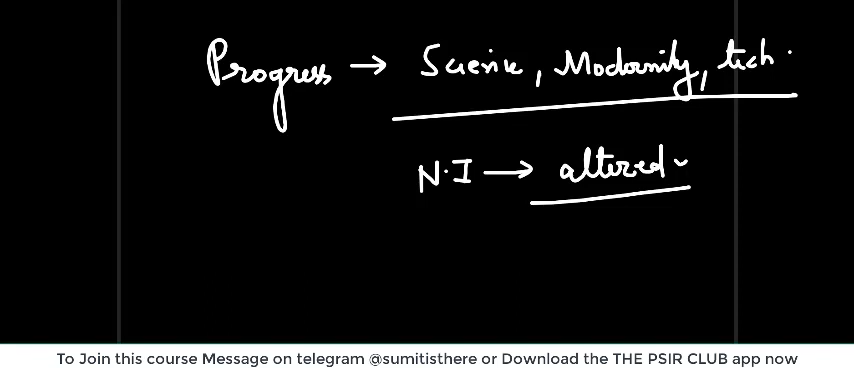 Progress → Science, Modernity, tech.
N.I → altered
To Join this course Message on telegram @sumitisthere or Download the THE PSIR CLUB app now